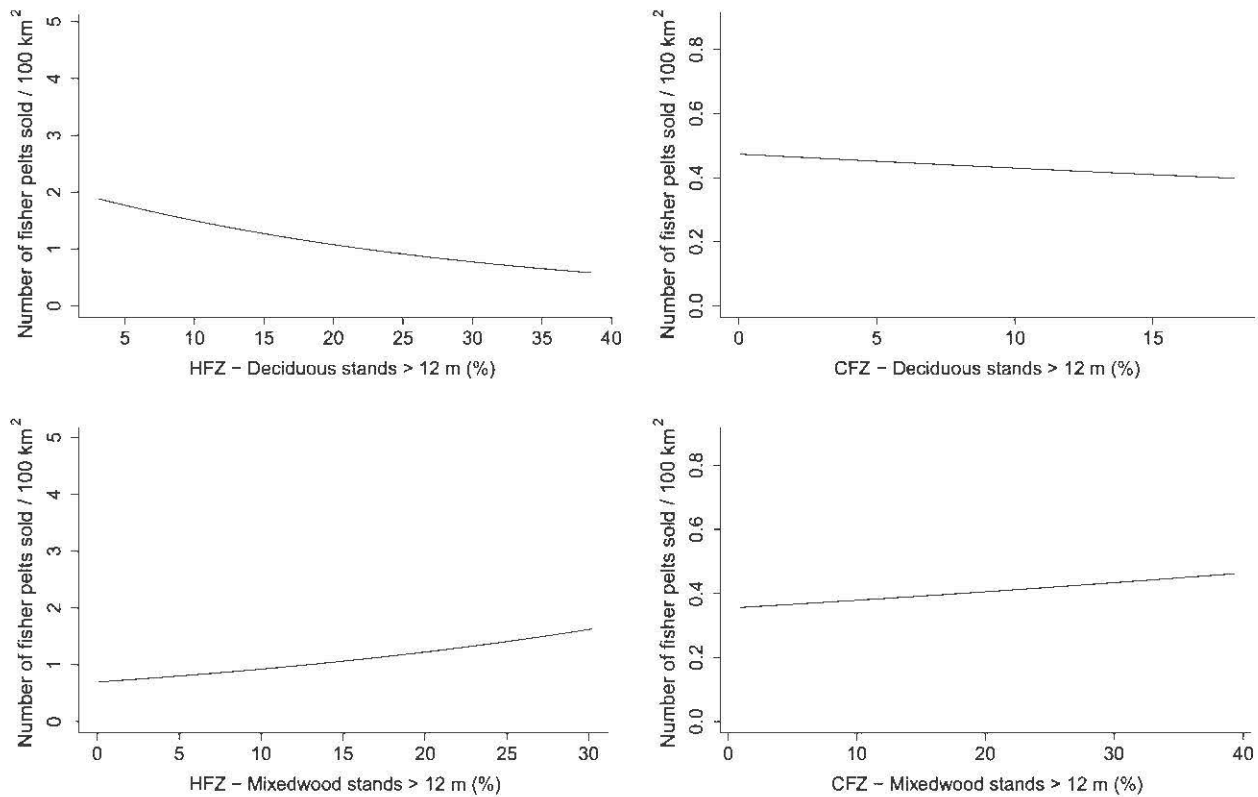 Number of fisher pelts sold / 100 km²
5
4
3
2
1
0
5 10 15 20 25 30 35 40
HFZ − Deciduous stands > 12 m (%)
Number of fisher pelts sold / 100 km²
0.8
0.6
0.4
0.2
0.0
0 5 10 15
CFZ − Deciduous stands > 12 m (%)
Number of fisher pelts sold / 100 km²
5
4
3
2
1
0
0 5 10 15 20 25 30
HFZ − Mixedwood stands > 12 m (%)
Number of fisher pelts sold / 100 km²
0.8
0.6
0.4
0.2
0.0
0 10 20 30 40
CFZ − Mixedwood stands > 12 m (%)